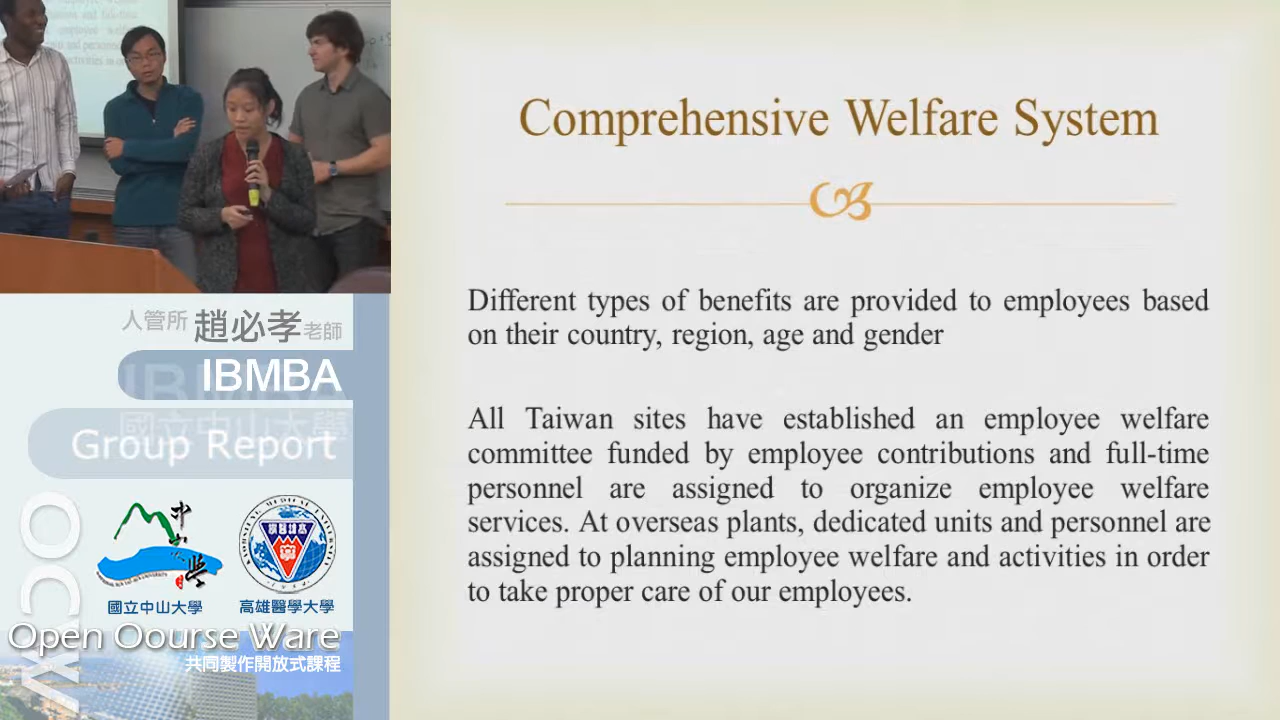 Comprehensive Welfare System
Different types of benefits are provided to employees based
on their country, region, age and gender
All Taiwan sites have established an employee welfare
committee funded by employee contributions and full-time
personnel are assigned to organize employee welfare
services. At overseas plants, dedicated units and personnel are
assigned to planning employee welfare and activities in order
to take proper care of our employees.
人管所 趙必孝老師
IBMBA
國立中山大學
Group Report
OCW
國立中山大學
高雄醫學大學
Open Oourse Ware
共同製作開放式課程